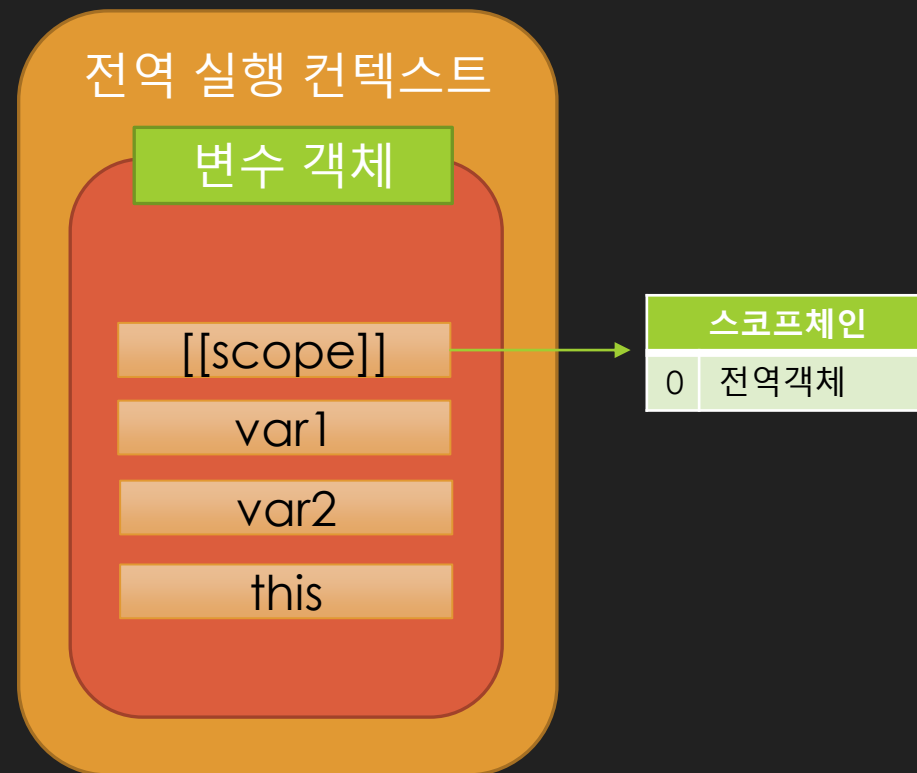 전역 실행 컨텍스트
변수 객체
[[scope]]
var1
var2
this
스코프체인
0 전역객체